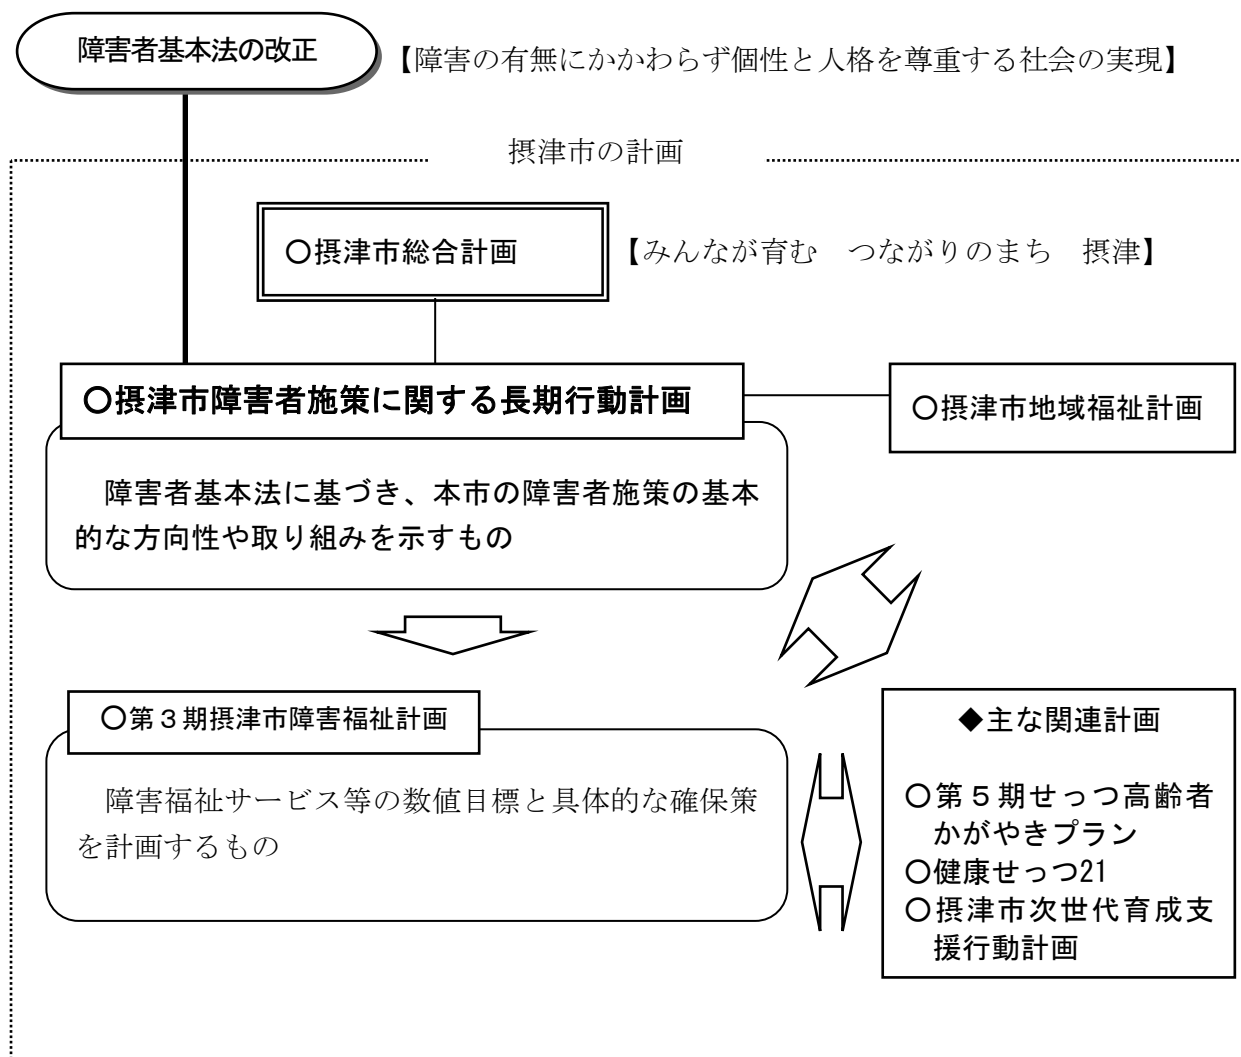 障害者基本法の改正
【障害の有無にかかわらず個性と人格を尊重する社会の実現】
摂津市の計画
〇摂津市総合計画
【みんなが育む　つながりのまち　摂津】
〇摂津市障害者施策に関する長期行動計画
〇摂津市地域福祉計画
障害者基本法に基づき、本市の障害者施策の基本
的な方向性や取り組みを示すもの
〇第３期摂津市障害福祉計画
障害福祉サービス等の数値目標と具体的な確保策
を計画するもの
◆主な関連計画
〇第５期せっつ高齢者
かがやきプラン
〇健康せっつ21
〇摂津市次世代育成支
援行動計画